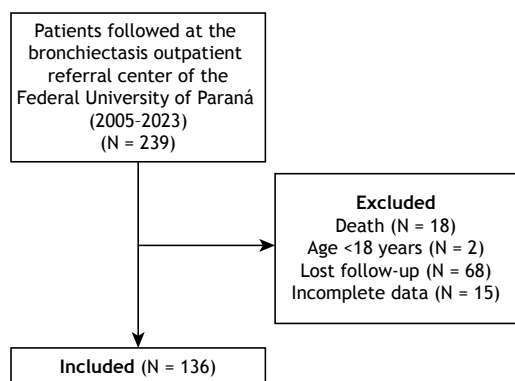 Patients followed at the
bronchiectasis outpatient
referral center of the
Federal University of Paraná
(2005-2023)
(N = 239)
Excluded
Death (N = 18)
Age <18 years (N = 2)
Lost follow-up (N = 68)
Incomplete data (N = 15)
Included (N = 136)